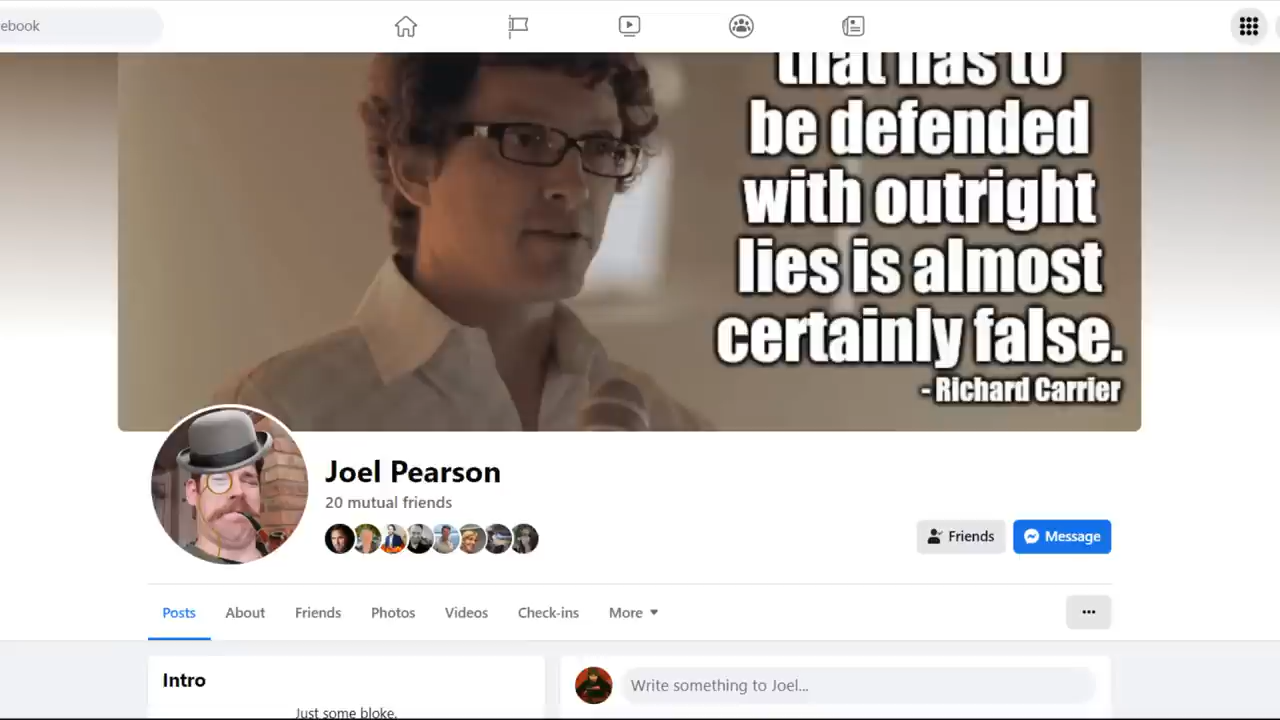 ebook
that has to
be defended
with outright
lies is almost
certainly false.
- Richard Carrier
Joel Pearson
20 mutual friends
Friends
Message
Posts
About
Friends
Photos
Videos
Check-ins
More
Intro
Write something to Joel...
Just some bloke.